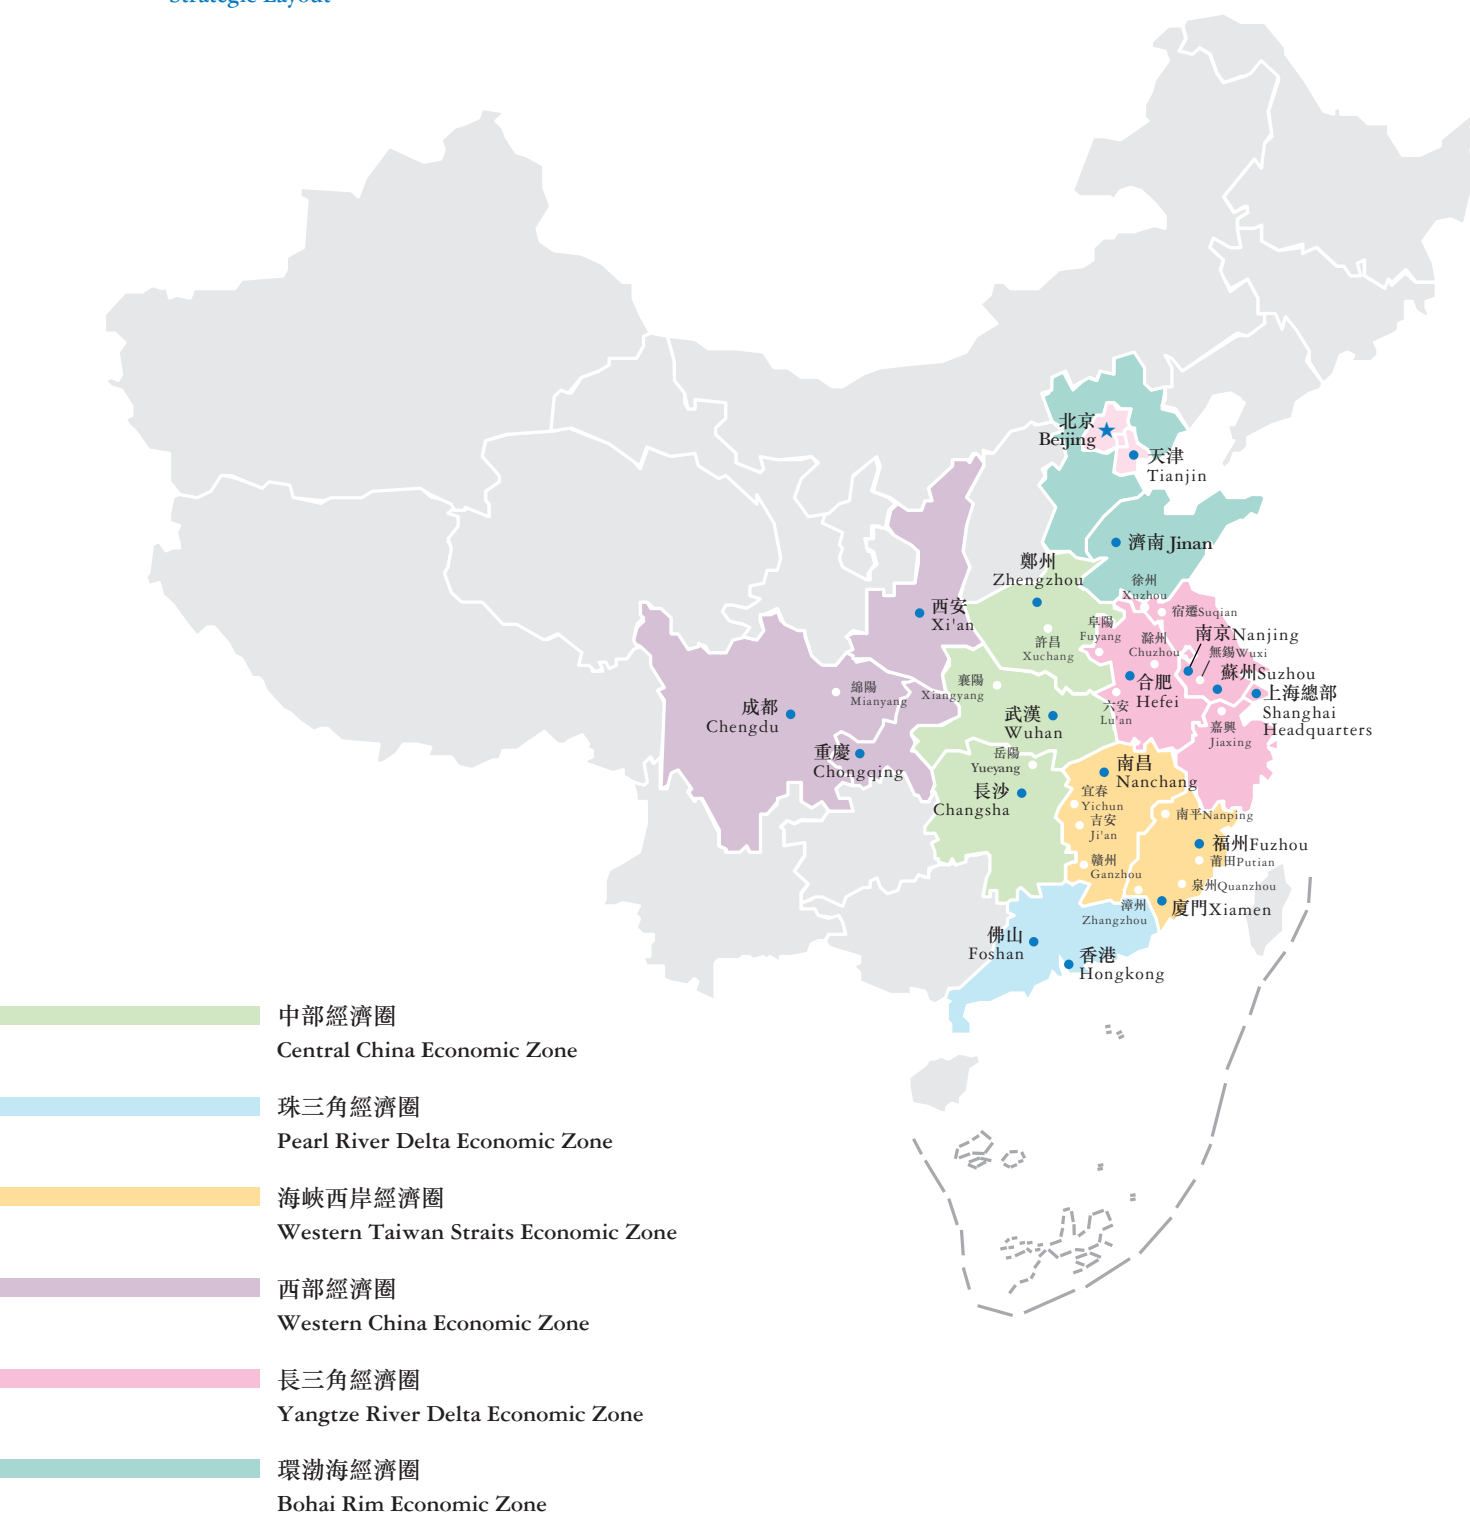 Strategic Layout
北京
Beijing
天津
Tianjin
濟南 Jinan
鄭州
Zhengzhou
徐州
Xuzhou
宿遷Suqian
西安
Xi'an
許昌
Xuchang
阜陽
Fuyang
滁州
Chuzhou
南京Nanjing
無錫Wuxi
蘇州Suzhou
合肥
Hefei
上海總部
Shanghai
Headquarters
綿陽
Mianyang
襄陽
Xiangyang
六安
Lu'an
成都
Chengdu
武漢
Wuhan
嘉興
Jiaxing
重慶
Chongqing
岳陽
Yueyang
南昌
Nanchang
長沙
Changsha
宜春
Yichun
吉安
Ji'an
南平Nanping
福州Fuzhou
莆田Putian
贛州
Ganzhou
泉州Quanzhou
漳州
Zhangzhou
廈門Xiamen
佛山
Foshan
香港
Hongkong
中部經濟圈
Central China Economic Zone
珠三角經濟圈
Pearl River Delta Economic Zone
海峽西岸經濟圈
Western Taiwan Straits Economic Zone
西部經濟圈
Western China Economic Zone
長三角經濟圈
Yangtze River Delta Economic Zone
環渤海經濟圈
Bohai Rim Economic Zone